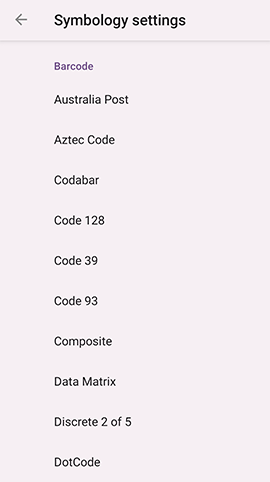 Symbology settings
Barcode
Australia Post
Aztec Code
Codabar
Code 128
Code 39
Code 93
Composite
Data Matrix
Discrete 2 of 5
DotCode